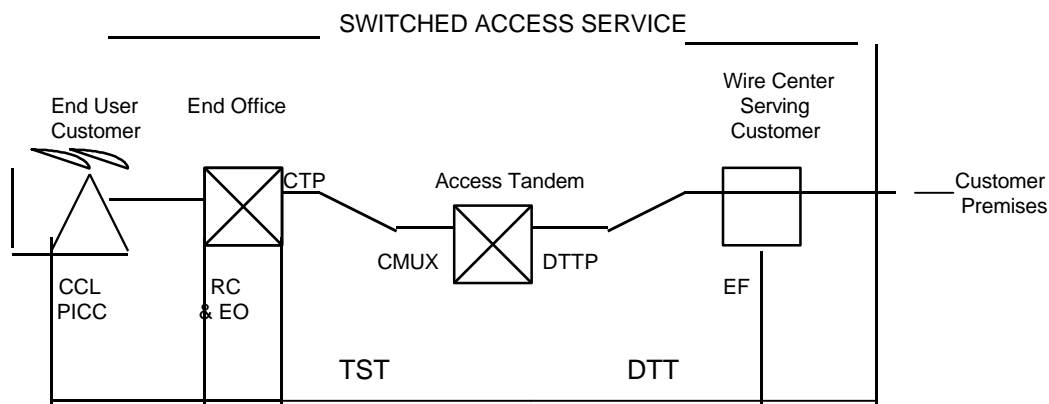 SWITCHED ACCESS SERVICE
End User
Customer
End Office
Wire Center
Serving
Customer
CTP
Access Tandem
Customer
Premises
CMUX
DTTP
CCL
PICC
RC
& EO
EF
TST
DTT